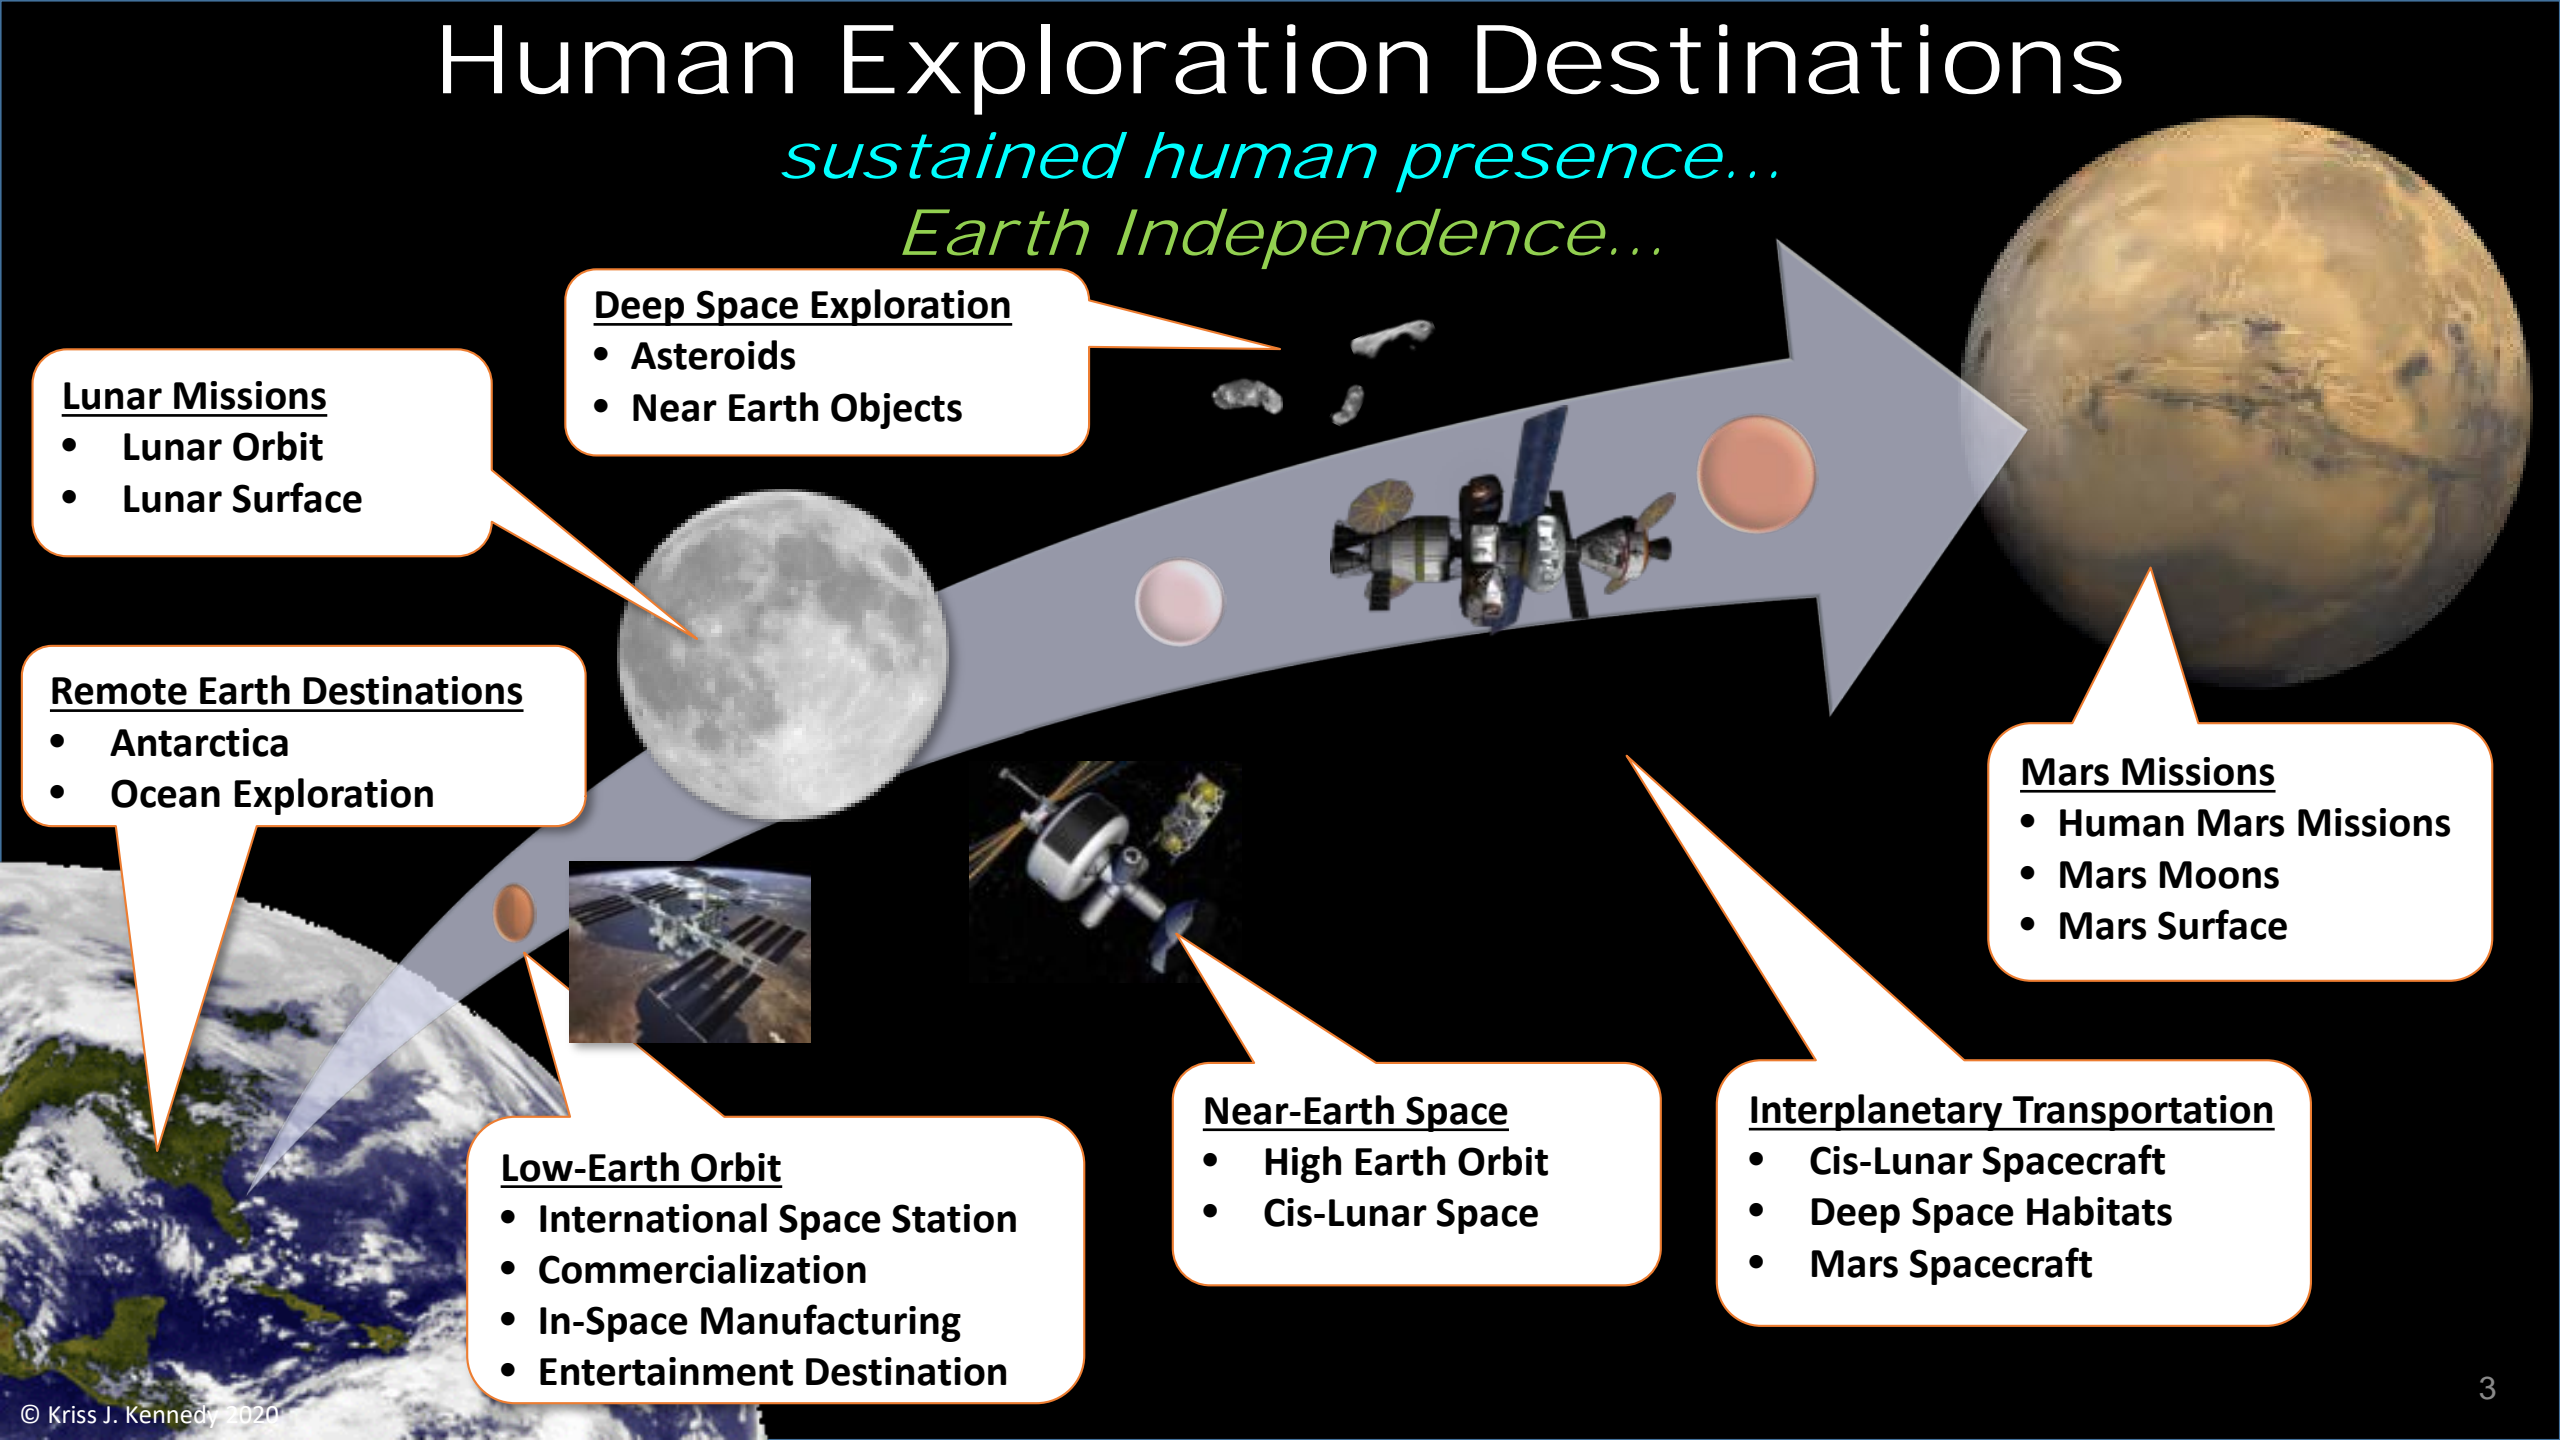 Human Exploration Destinations
sustained human presence...
Earth Independence...
Deep Space Exploration
• Asteroids
• Near Earth Objects
Lunar Missions
• Lunar Orbit
• Lunar Surface
Remote Earth Destinations
• Antarctica
• Ocean Exploration
Mars Missions
• Human Mars Missions
• Mars Moons
• Mars Surface
Low-Earth Orbit
• International Space Station
• Commercialization
• In-Space Manufacturing
• Entertainment Destination
Near-Earth Space
• High Earth Orbit
• Cis-Lunar Space
Interplanetary Transportation
• Cis-Lunar Spacecraft
• Deep Space Habitats
• Mars Spacecraft
© Kriss J. Kennedy 2020
3